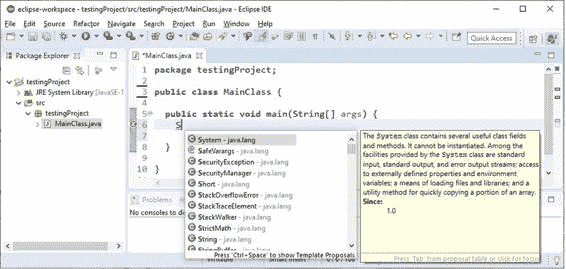 eclipse-workspace - testingProject/src/testingProject/MainClass.java - Eclipse IDE
File Edit Source Refactor Navigate Search Project Run Window Help
Quick Access
Package Explorer
*MainClass.java
testingProject
JRE System Library [JavaSE-1
src
testingProject
MainClass.java
1 package testingProject;
2
3 public class MainClass {
4
5 public static void main(String[] args) {
6 S
7
8 }
9
10 }
11
System - java.lang
SafeVarargs - java.lang
SecurityException - java.lang
SecurityManager - java.lang
Short - java.lang
StackOverflowError - java.lang
StackTraceElement - java.lang
StackWalker - java.lang
StrictMath - java.lang
String - java.lang
Press 'Ctrl+Space' to show Template Proposals
The System class contains several useful class fields
and methods. It cannot be instantiated. Among the
facilities provided by the System class are standard
input, standard output, and error output streams; access
to externally defined properties and environment
variables; a means of loading files and libraries; and a
utility method for quickly copying a portion of an array.
Since:
1.0
Press 'Tab' from proposal table or click for focus
Problems
No consoles to d
Writable
Smart Insert